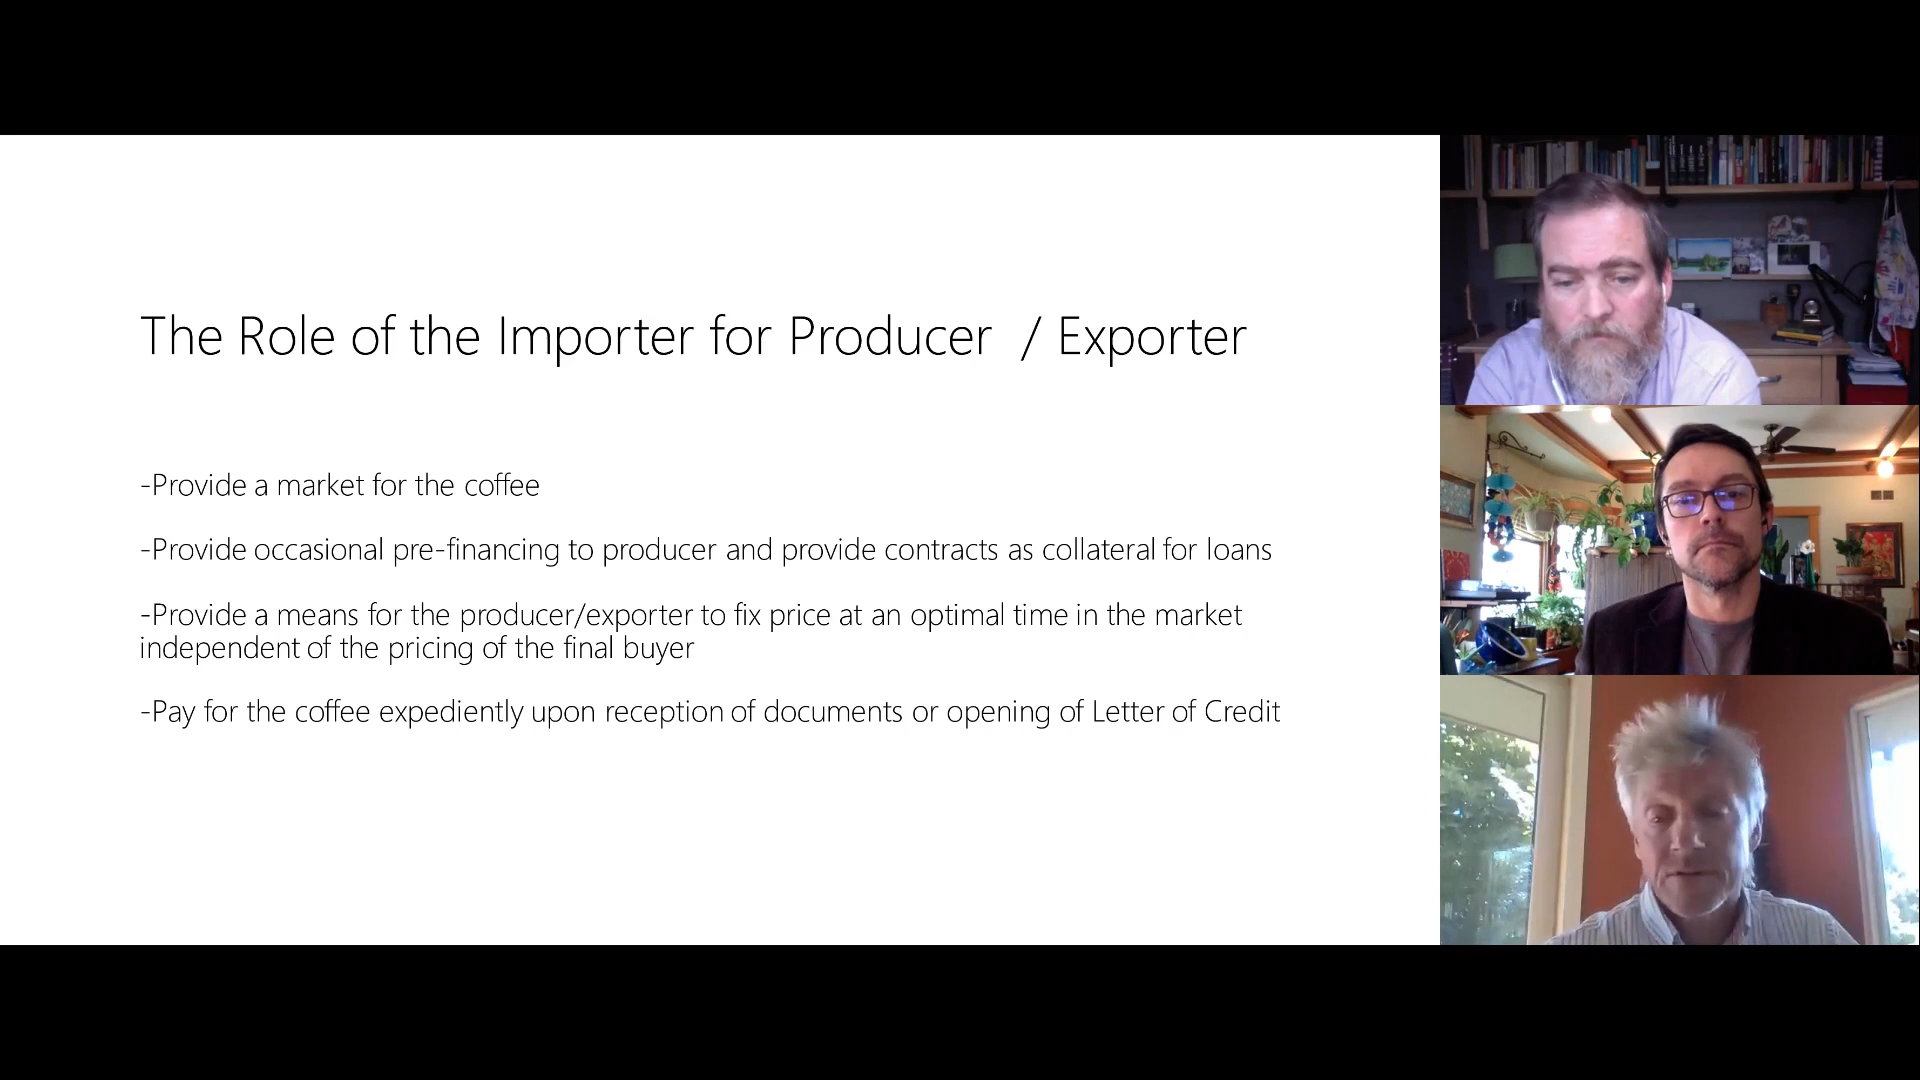 The Role of the Importer for Producer / Exporter
-Provide a market for the coffee
-Provide occasional pre-financing to producer and provide contracts as collateral for loans
-Provide a means for the producer/exporter to fix price at an optimal time in the market
independent of the pricing of the final buyer
-Pay for the coffee expediently upon reception of documents or opening of Letter of Credit